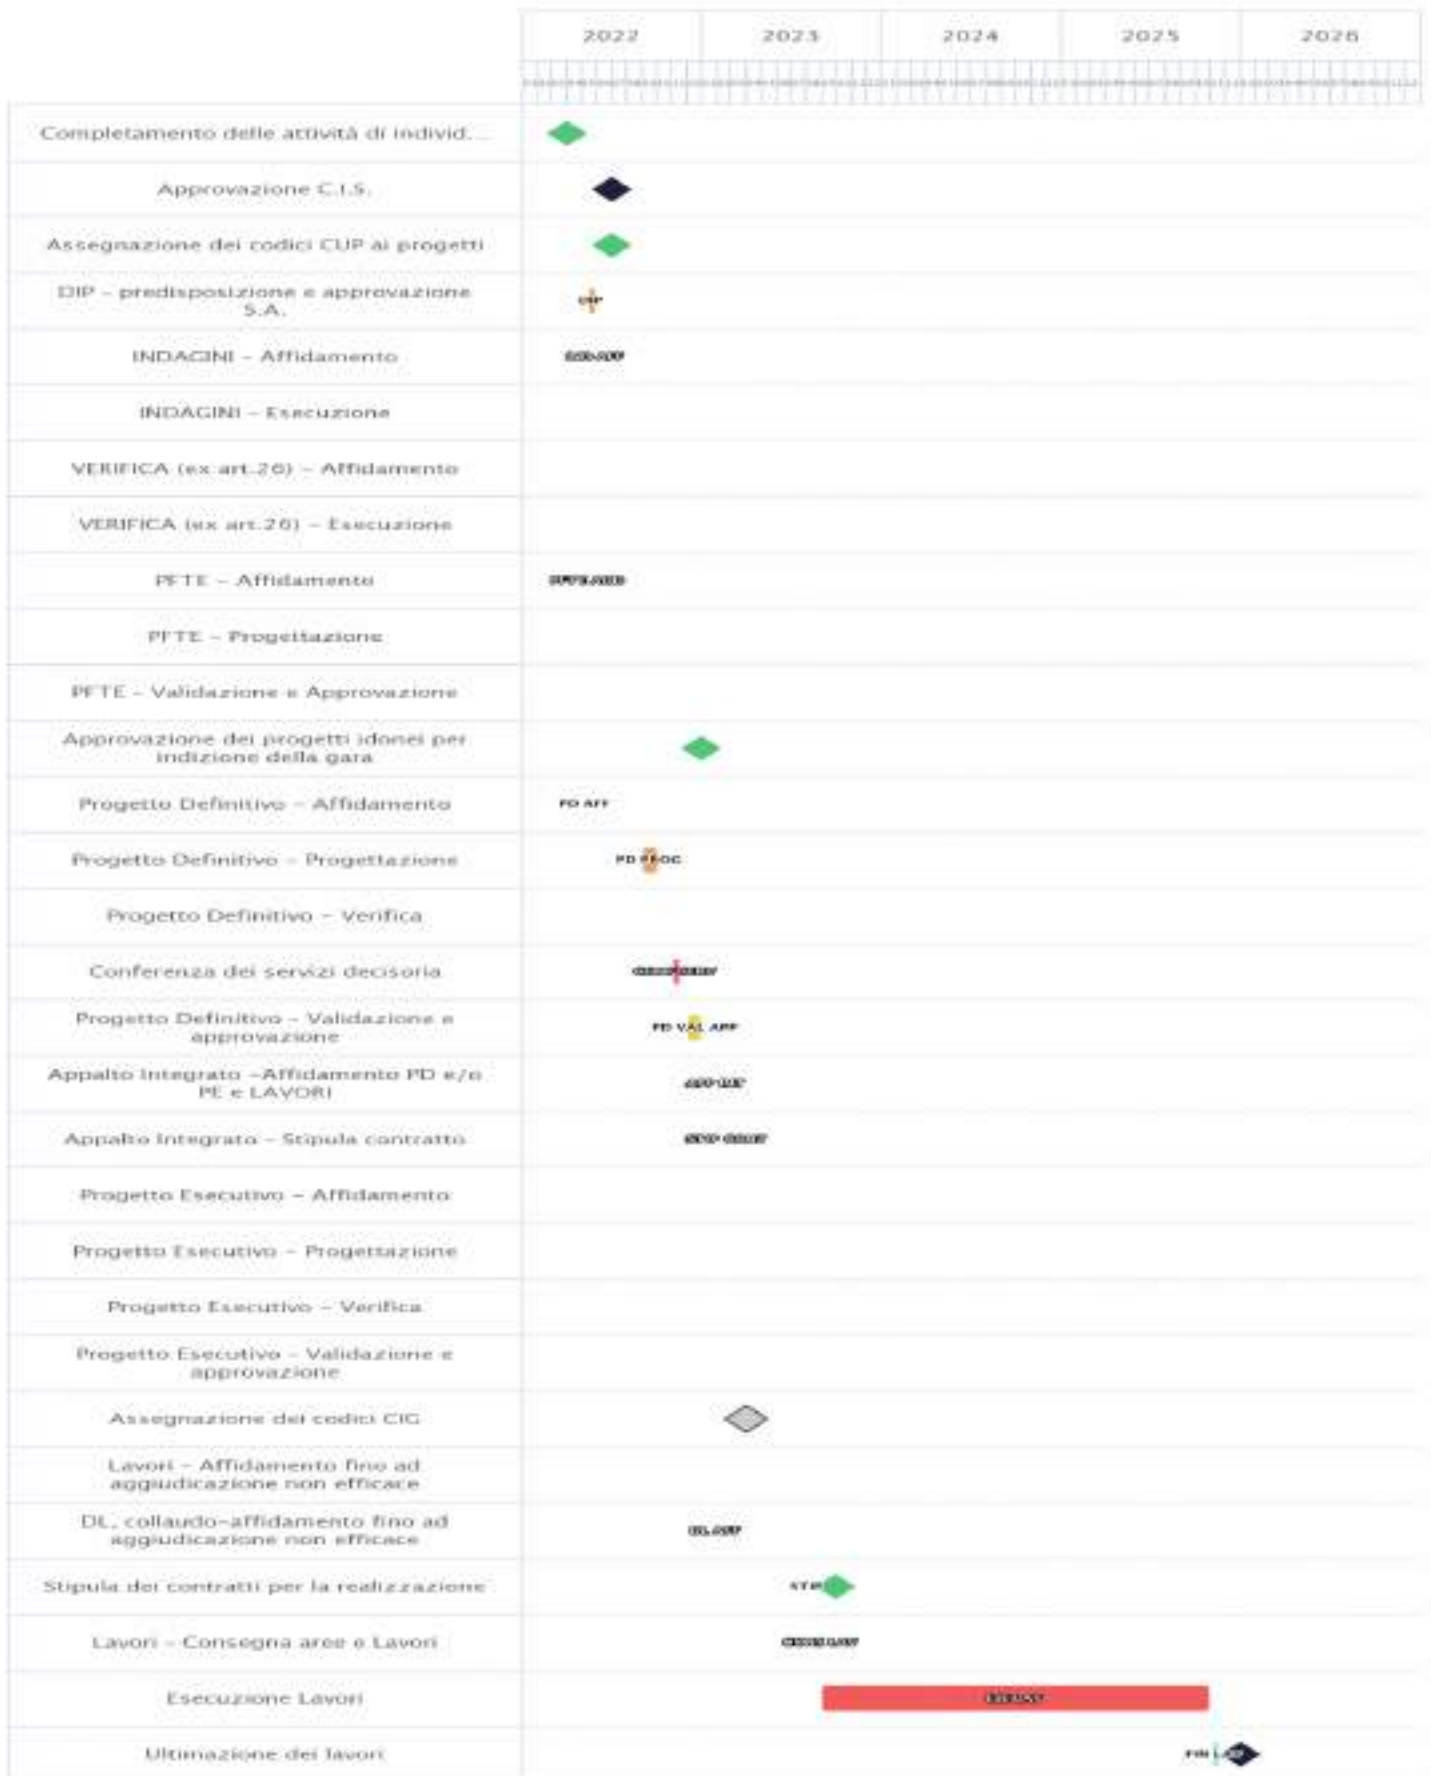 2022 2023 2024 2025 2026
Completamento delle attività di individ....
Approvazione C.I.S.
Assegnazione dei codici CUP ai progetti
DIP – predisposizione e approvazione
S.A.
DIP
INDAGINI – Affidamento
INDAGINI – Esecuzione
VERIFICA (ex art.26) – Affidamento
VERIFICA (ex art.26) – Esecuzione
PFTE – Affidamento
PFTE – Progettazione
PFTE – Validazione e Approvazione
Approvazione dei progetti idonei per
indizione della gara
Progetto Definitivo – Affidamento
PD AFF
Progetto Definitivo – Progettazione
PD PROG
Progetto Definitivo – Verifica
Conferenza dei servizi decisoria
Progetto Definitivo – Validazione e
approvazione
PD VAL APP
Appalto Integrato –Affidamento PD e/o
PE e LAVORI
Appalto Integrato – Stipula contratto
Progetto Esecutivo – Affidamento
Progetto Esecutivo – Progettazione
Progetto Esecutivo – Verifica
Progetto Esecutivo – Validazione e
approvazione
Assegnazione dei codici CIG
Lavori – Affidamento fino ad
aggiudicazione non efficace
DL, collaudo–affidamento fino ad
aggiudicazione non efficace
Stipula dei contratti per la realizzazione
Lavori – Consegna aree e Lavori
Esecuzione Lavori
Ultimazione dei lavori
FIN